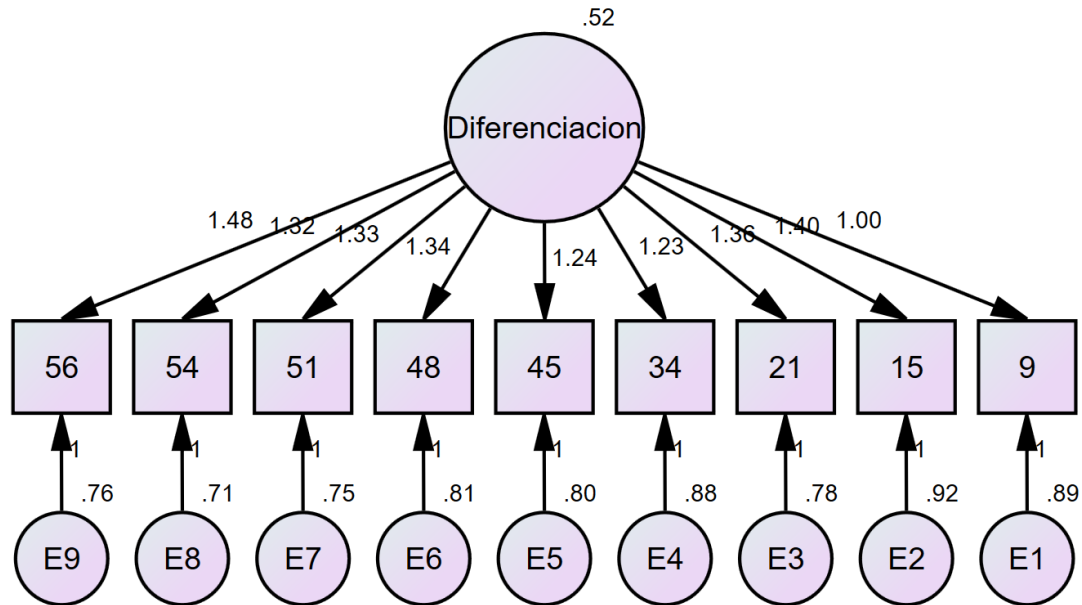 .52
Diferenciacion
1.48 1.32 1.33 1.34 1.24 1.23 1.36 1.40 1.00
56 54 51 48 45 34 21 15 9
1 1 1 1 1 1 1 1 1
.76 .71 .75 .81 .80 .88 .78 .92 .89
E9 E8 E7 E6 E5 E4 E3 E2 E1